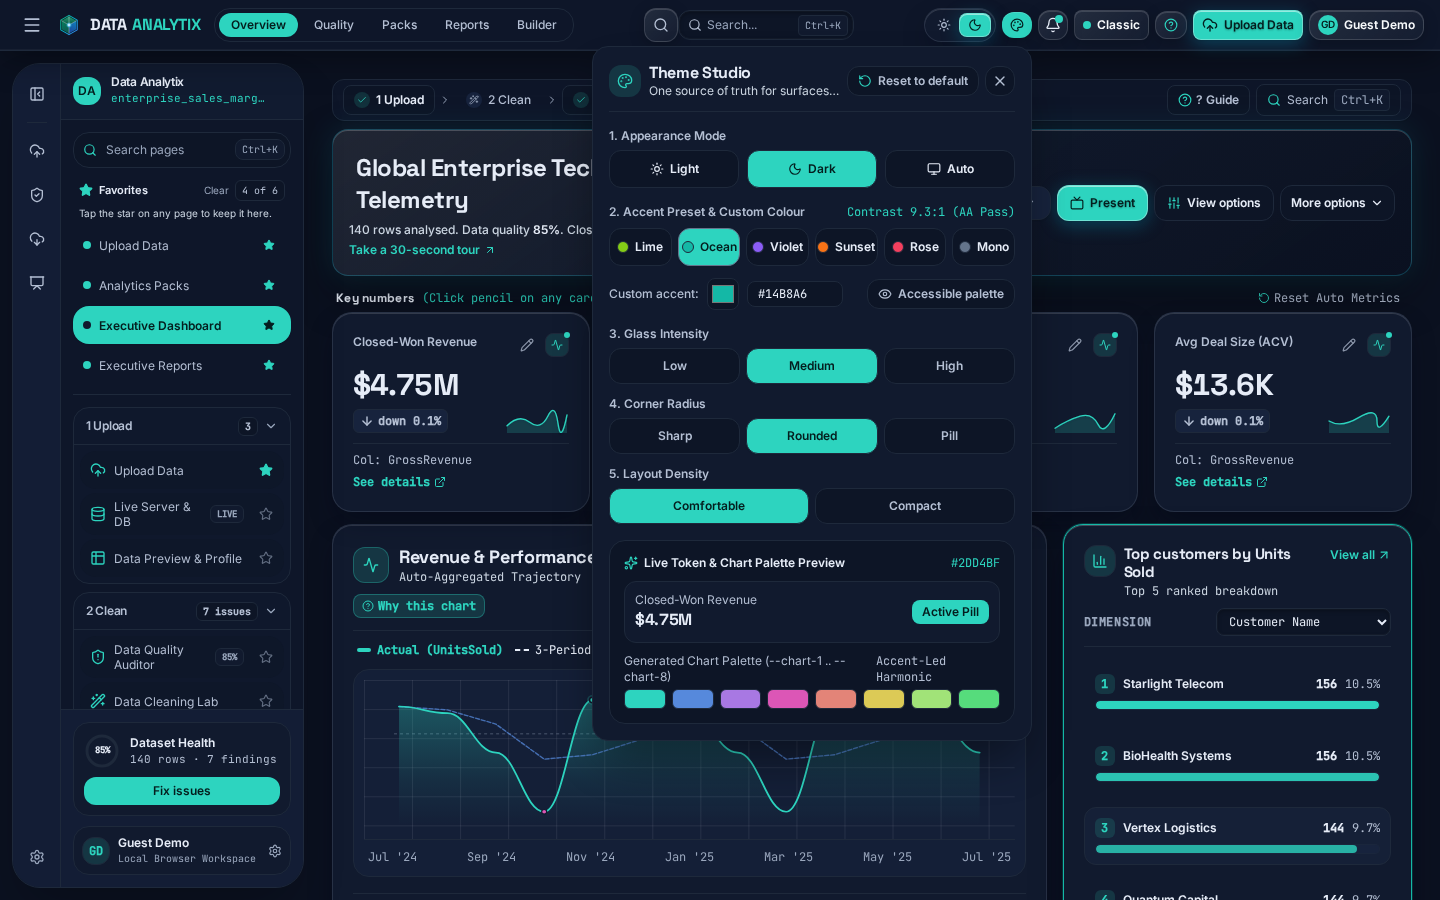 DATA ANALYTIX
Overview
Quality
Packs
Reports
Builder
Search...
Ctrl+K
Classic
Upload Data
GD
Guest Demo
DA
Data Analytix
enterprise_sales_marg…
Search pages
Ctrl+K
Favorites
Clear
4 of 6
Tap the star on any page to keep it here.
Upload Data
Analytics Packs
Executive Dashboard
Executive Reports
1 Upload
3
Upload Data
Live Server &
DB
LIVE
Data Preview & Profile
2 Clean
7 issues
Data Quality
Auditor
85%
Data Cleaning Lab
85%
Dataset Health
140 rows · 7 findings
Fix issues
GD
Guest Demo
Local Browser Workspace
1 Upload
2 Clean
? Guide
Search
Ctrl+K
Global Enterprise Tec
Telemetry
140 rows analysed. Data quality 85%. Clos
Take a 30-second tour
Present
View options
More options
Key numbers
(Click pencil on any car
Reset Auto Metrics
Closed-Won Revenue
$4.75M
down 0.1%
Col: GrossRevenue
See details
Avg Deal Size (ACV)
$13.6K
down 0.1%
Col: GrossRevenue
See details
Revenue & Performance
Auto-Aggregated Trajectory
Why this chart
Actual (UnitsSold)
3-Period
Jul '24
Sep '24
Nov '24
Jan '25
Mar '25
May '25
Jul '25
Theme Studio
One source of truth for surfaces...
Reset to default
1. Appearance Mode
Light
Dark
Auto
2. Accent Preset & Custom Colour
Contrast 9.3:1 (AA Pass)
Lime
Ocean
Violet
Sunset
Rose
Mono
Custom accent:
#14B8A6
Accessible palette
3. Glass Intensity
Low
Medium
High
4. Corner Radius
Sharp
Rounded
Pill
5. Layout Density
Comfortable
Compact
Live Token & Chart Palette Preview
#2DD4BF
Closed-Won Revenue
$4.75M
Active Pill
Generated Chart Palette (--chart-1 .. --
chart-8)
Accent-Led
Harmonic
Top customers by Units
Sold
View all
Top 5 ranked breakdown
DIMENSION
Customer Name
1
Starlight Telecom
156
10.5%
2
BioHealth Systems
156
10.5%
3
Vertex Logistics
144
9.7%
4
Quantum Capital
144
9.7%